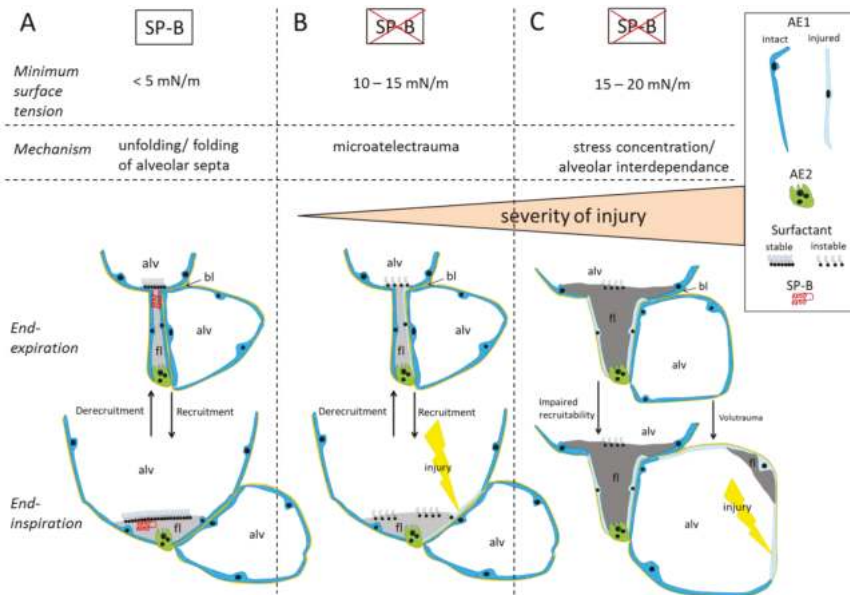 A
SP-B
B
SP-B
C
SP-B
AE1
intact
injured
AE2
Surfactant
stable
instable
SP-B
Minimum
surface
tension
< 5 mN/m
10 – 15 mN/m
15 – 20 mN/m
Mechanism
unfolding/ folding
of alveolar septa
microatelectrauma
stress concentration/
alveolar interdependance
severity of injury
End-
expiration
alv
bl
alv
fl
alv
alv
fl
alv
bl
alv
fl
Derecruitment
Recruitment
Derecruitment
Recruitment
Impaired
recruitability
Volutrauma
End-
inspiration
alv
fl
alv
alv
injury
fl
alv
alv
fl
fl
alv
injury